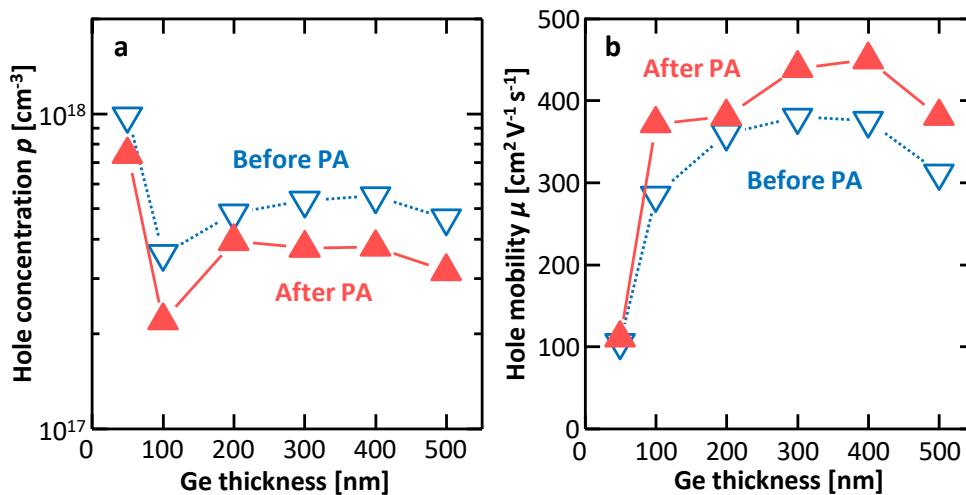 a
Hole concentration p [cm⁻³]
10¹⁸
10¹⁷
Before PA
After PA
0 100 200 300 400 500
Ge thickness [nm]
b
Hole mobility μ [cm² V⁻¹ s⁻¹]
500
400
300
200
100
0
After PA
Before PA
0 100 200 300 400 500
Ge thickness [nm]